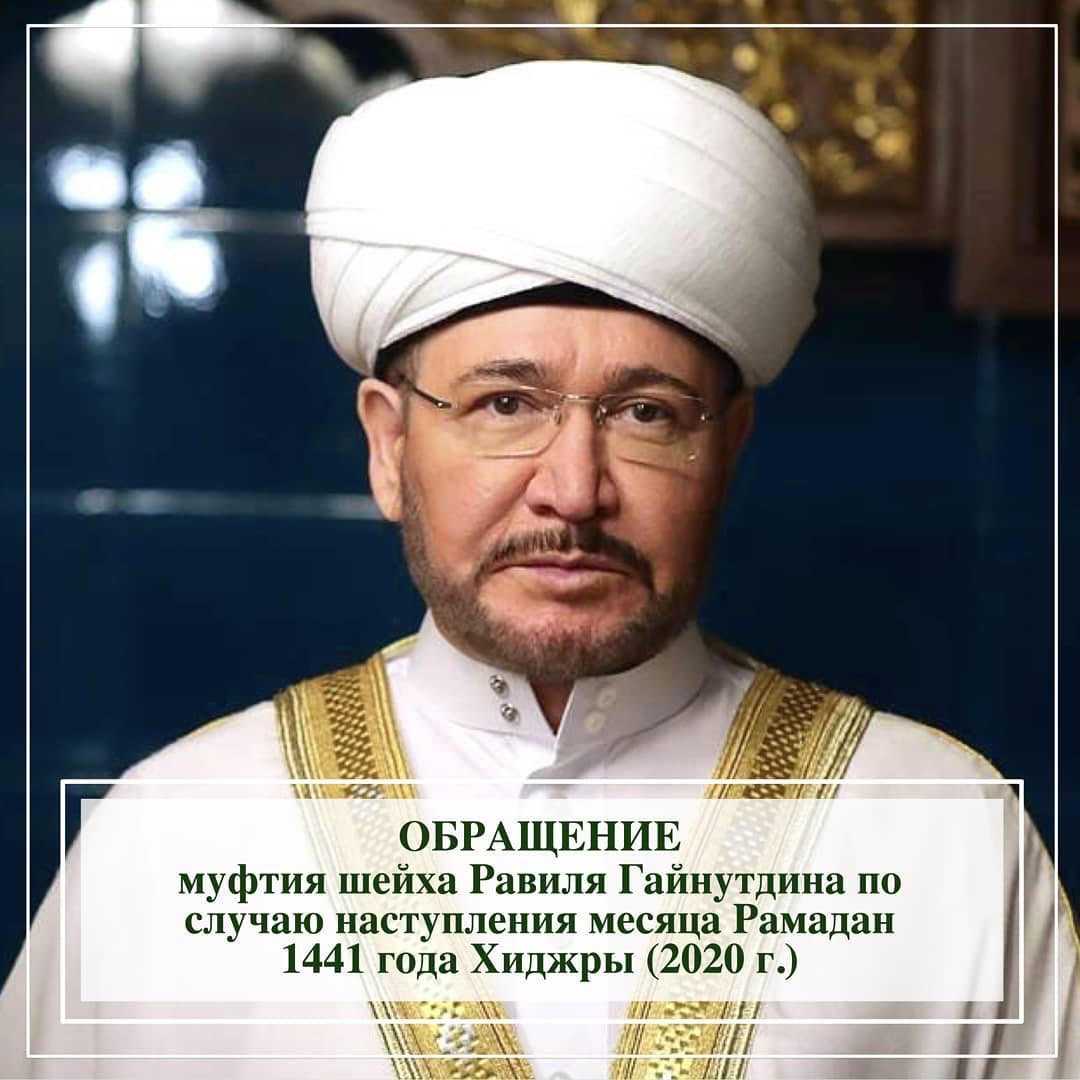 ОБРАЩЕНИЕ
муфтия шейха Равиля Гайнутдина по
случаю наступления месяца Рамадан
1441 года Хиджры (2020 г.)